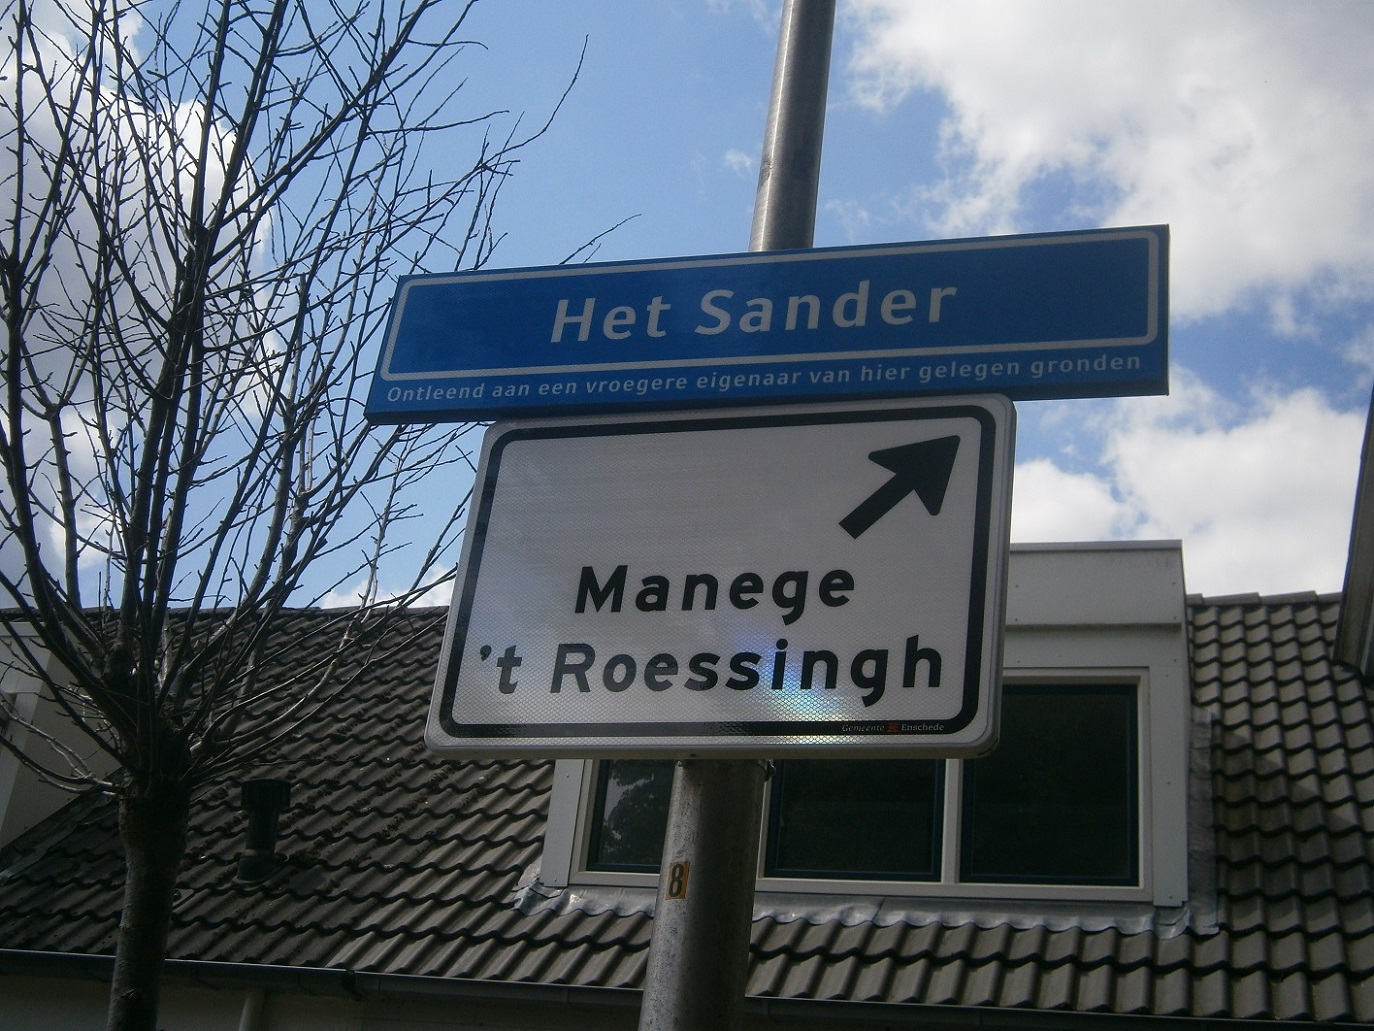 Het Sander
Ontleend aan een vroegere eigenaar van hier gelegen gronden
Manege
't Roessingh
Gemeente Enschede
8